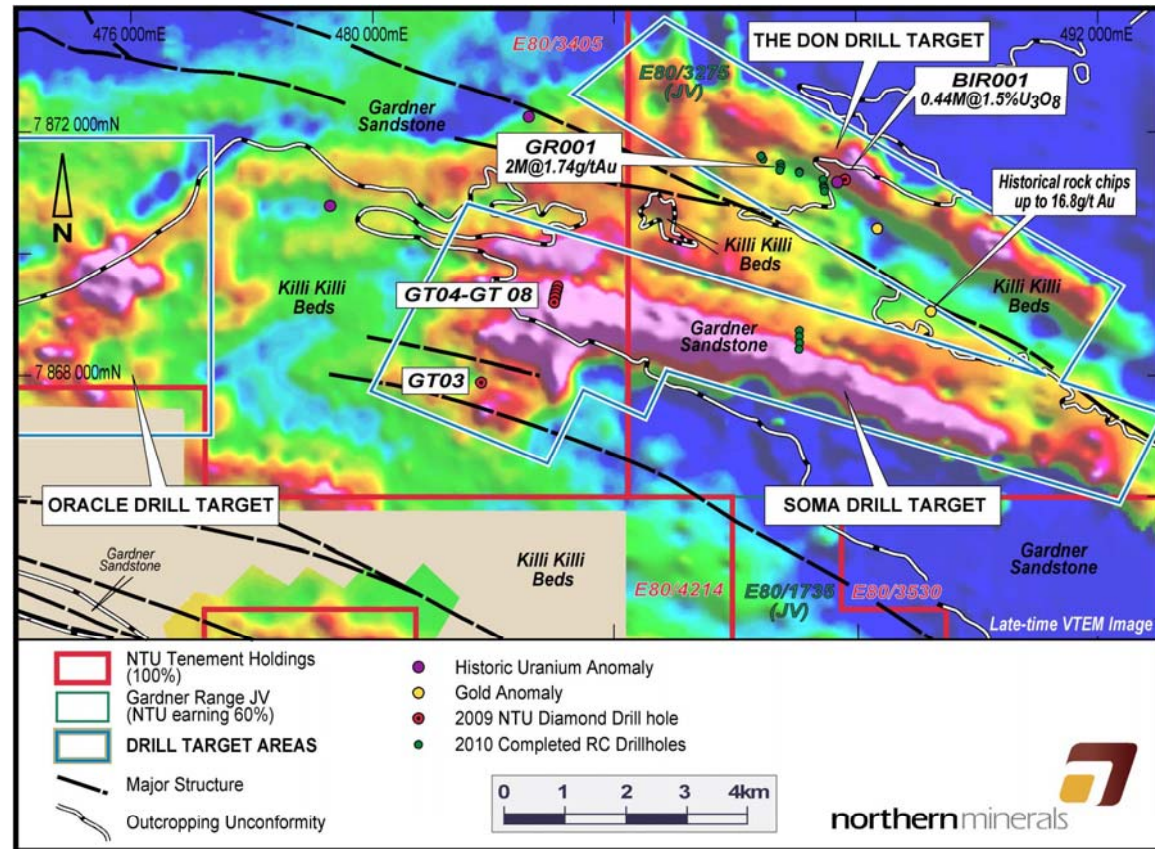 476 000mE
480 000mE
492 000mE
E80/3405
THE DON DRILL TARGET
E80/3275
(JV)
BIR001
0.44M@1.5%U3O8
7 872 000mN
Gardner
Sandstone
GR001
2M@1.74g/tAu
Historical rock chips
up to 16.8g/t Au
N
Killi Killi
Beds
Killi Killi
Beds
Killi Killi
Beds
GT04-GT 08
Gardner
Sandstone
7 868 000mN
GT03
ORACLE DRILL TARGET
SOMA DRILL TARGET
Gardner
Sandstone
Killi Killi
Beds
E80/4214
E80/1735
(JV)
E80/3530
Gardner
Sandstone
Late-time VTEM Image
NTU Tenement Holdings
(100%)
Gardner Range JV
(NTU earning 60%)
DRILL TARGET AREAS
Major Structure
Outcropping Unconformity
Historic Uranium Anomaly
Gold Anomaly
2009 NTU Diamond Drill hole
2010 Completed RC Drillholes
0 1 2 3 4km
northernminerals